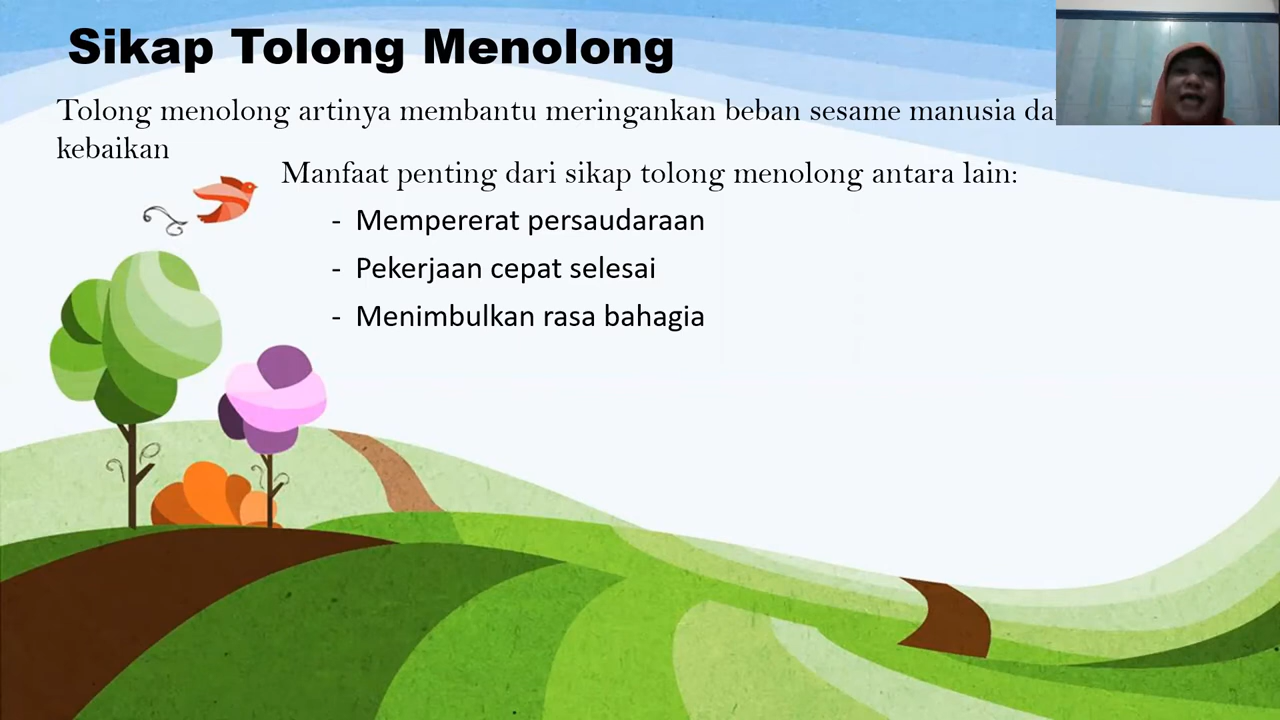 Sikap Tolong Menolong
Tolong menolong artinya membantu meringankan beban sesame manusia
kebaikan
Manfaat penting dari sikap tolong menolong antara lain:
- Mempererat persaudaraan
- Pekerjaan cepat selesai
- Menimbulkan rasa bahagia